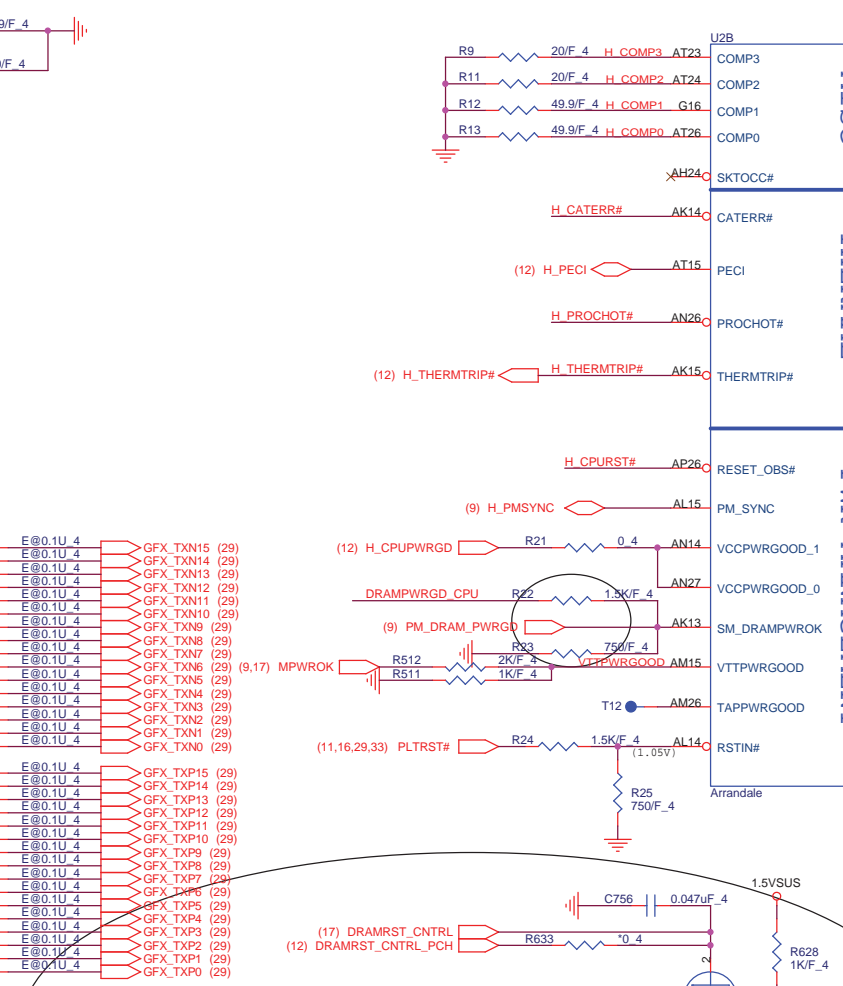 9/F_4
0/F_4
U2B
R9 20/F_4 H_COMP3 AT23 COMP3
R11 20/F_4 H_COMP2 AT24 COMP2
R12 49.9/F_4 H_COMP1 G16 COMP1
R13 49.9/F_4 H_COMP0 AT26 COMP0
AH24 SKTOCC#
H_CATERR# AK14 CATERR#
(12) H_PECI AT15 PECI
H_PROCHOT# AN26 PROCHOT#
(12) H_THERMTRIP# H_THERMTRIP# AK15 THERMTRIP#
H_CPURST# AP26 RESET_OBS#
(9) H_PMSYNC AL15 PM_SYNC
(12) H_CPUPWRGD R21 0_4 AN14 VCCPWRGOOD_1
AN27 VCCPWRGOOD_0
DRAMPWRGD_CPU R22 1.5K/F_4
(9) PM_DRAM_PWRGD AK13 SM_DRAMPWROK
R23 750/F_4
(9,17) MPWROK R512 2K/F_4 VTTPWRGOOD AM15 VTTPWRGOOD
R511 1K/F_4
T12 AM26 TAPPWRGOOD
(11,16,29,33) PLTRST# R24 1.5K/F_4 AL14 RSTIN#
(1.05V)
R25
750/F_4
Arrandale
E@0.1U_4 GFX_TXN15 (29)
E@0.1U_4 GFX_TXN14 (29)
E@0.1U_4 GFX_TXN13 (29)
E@0.1U_4 GFX_TXN12 (29)
E@0.1U_4 GFX_TXN11 (29)
E@0.1U_4 GFX_TXN10 (29)
E@0.1U_4 GFX_TXN9 (29)
E@0.1U_4 GFX_TXN8 (29)
E@0.1U_4 GFX_TXN7 (29)
E@0.1U_4 GFX_TXN6 (29)
E@0.1U_4 GFX_TXN5 (29)
E@0.1U_4 GFX_TXN4 (29)
E@0.1U_4 GFX_TXN3 (29)
E@0.1U_4 GFX_TXN2 (29)
E@0.1U_4 GFX_TXN1 (29)
E@0.1U_4 GFX_TXN0 (29)
E@0.1U_4 GFX_TXP15 (29)
E@0.1U_4 GFX_TXP14 (29)
E@0.1U_4 GFX_TXP13 (29)
E@0.1U_4 GFX_TXP12 (29)
E@0.1U_4 GFX_TXP11 (29)
E@0.1U_4 GFX_TXP10 (29)
E@0.1U_4 GFX_TXP9 (29)
E@0.1U_4 GFX_TXP8 (29)
E@0.1U_4 GFX_TXP7 (29)
E@0.1U_4 GFX_TXP6 (29)
E@0.1U_4 GFX_TXP5 (29)
E@0.1U_4 GFX_TXP4 (29)
E@0.1U_4 GFX_TXP3 (29)
E@0.1U_4 GFX_TXP2 (29)
E@0.1U_4 GFX_TXP1 (29)
E@0.1U_4 GFX_TXP0 (29)
1.5VSUS
C756 0.047uF_4
(17) DRAMRST_CNTRL
(12) DRAMRST_CNTRL_PCH R633 *0_4
2
R628
1K/F_4